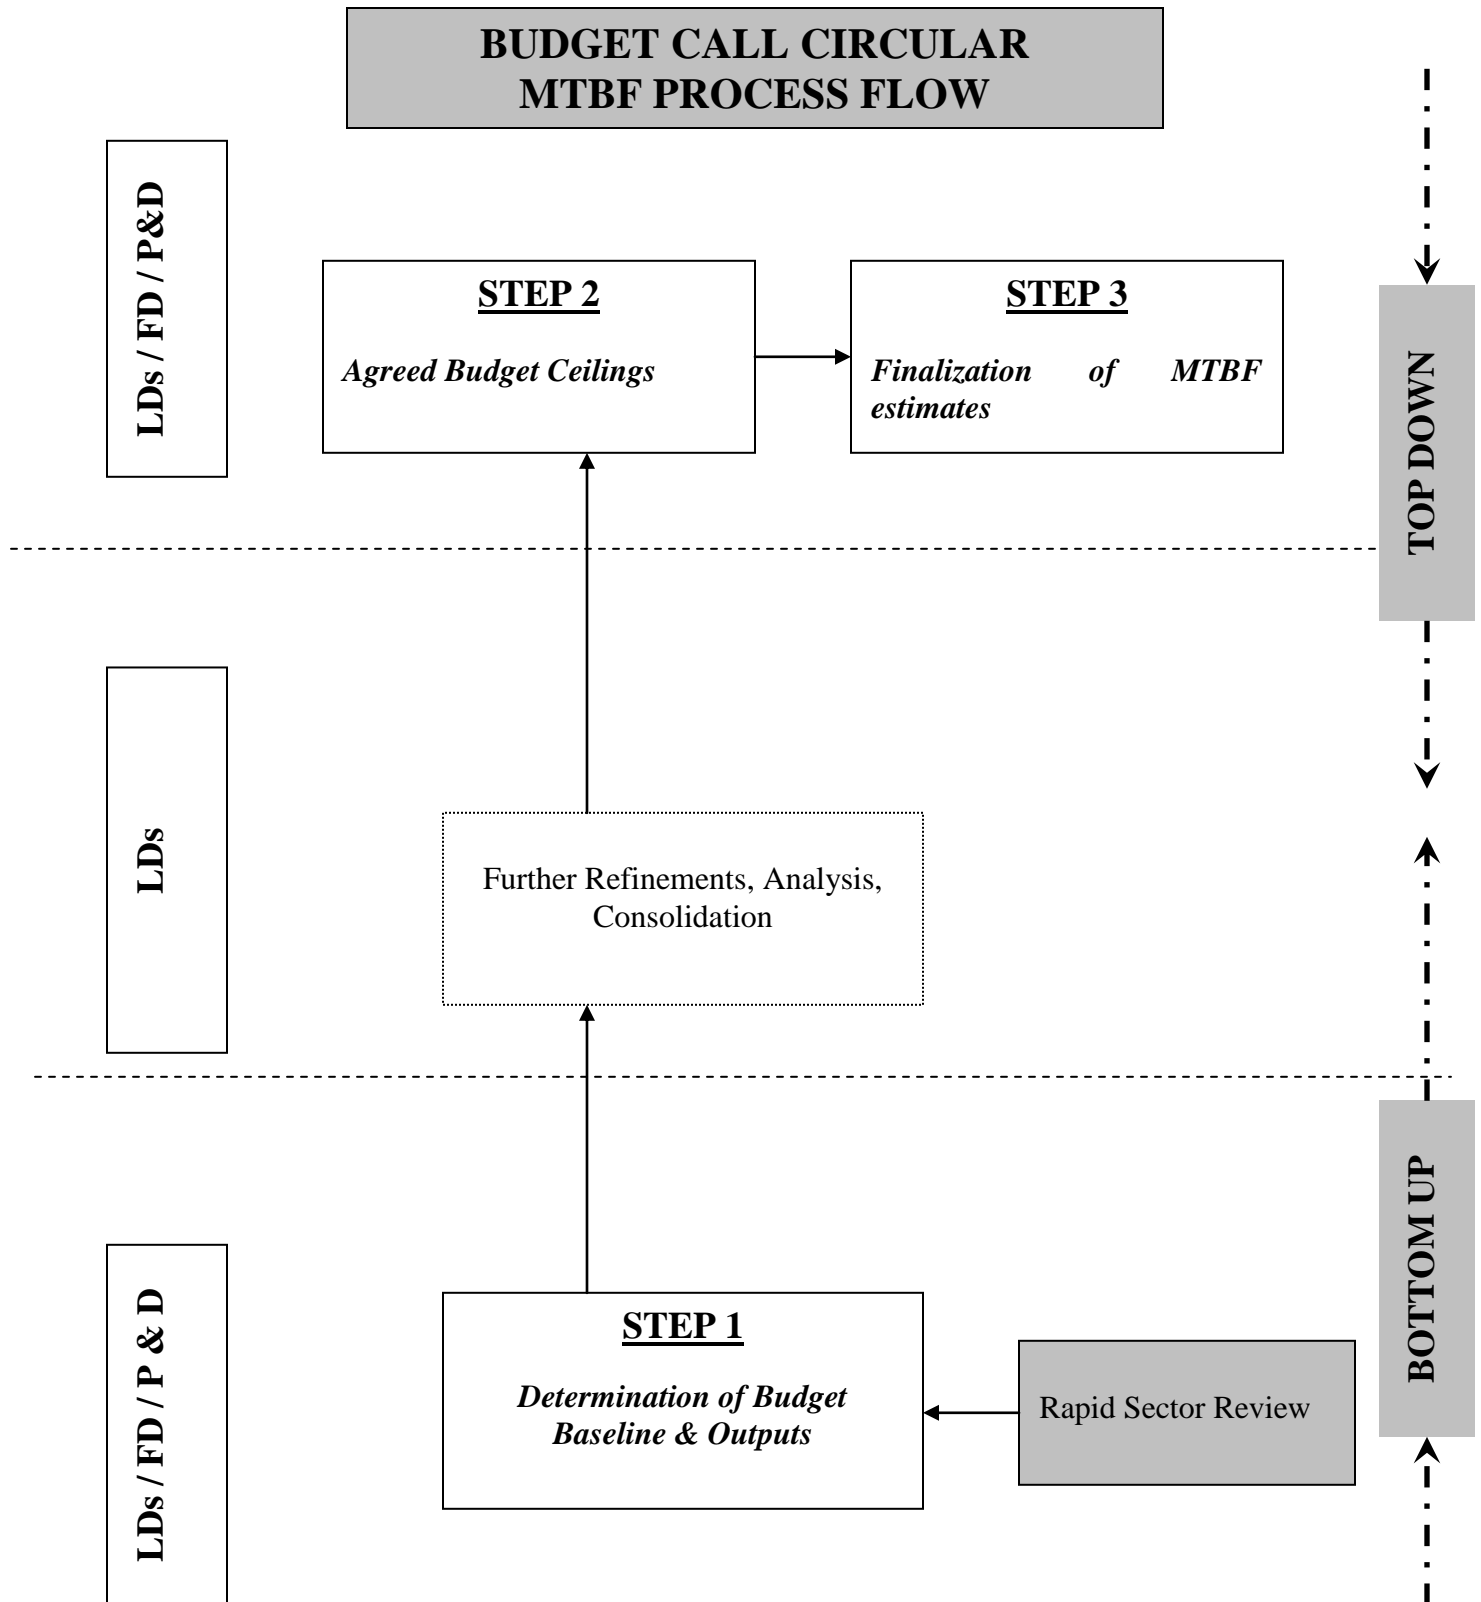 BUDGET CALL CIRCULAR
MTBF PROCESS FLOW
LDs / FD / P&D
STEP 2
Agreed Budget Ceilings
STEP 3
Finalization of MTBF
estimates
TOP DOWN
LDs
Further Refinements, Analysis,
Consolidation
LDs / FD / P & D
STEP 1
Determination of Budget
Baseline & Outputs
Rapid Sector Review
BOTTOM UP